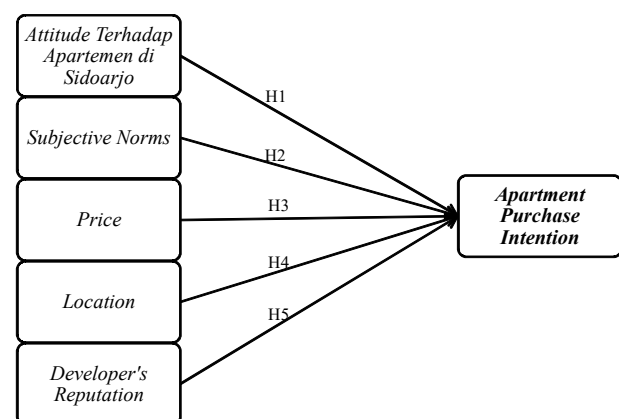 Attitude Terhadap
Apartemen di
Sidoarjo
H1
Subjective Norms
H2
Price
H3
Apartment
Purchase
Intention
Location
H4
Developer's
Reputation
H5